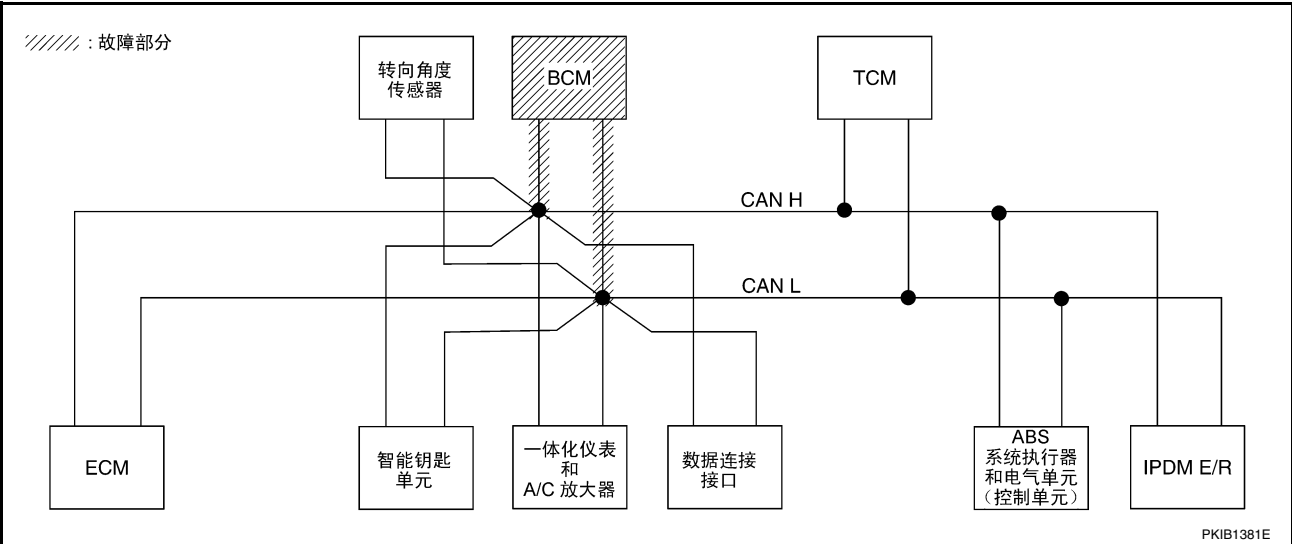 : 故障部分
转向角度
传感器
BCM
TCM
CAN H
CAN L
ECM
智能钥匙
单元
一体化仪表
和
A/C 放大器
数据连接
接口
ABS
系统执行器
和电气单元
（控制单元）
IPDM E/R
PKIB1381E